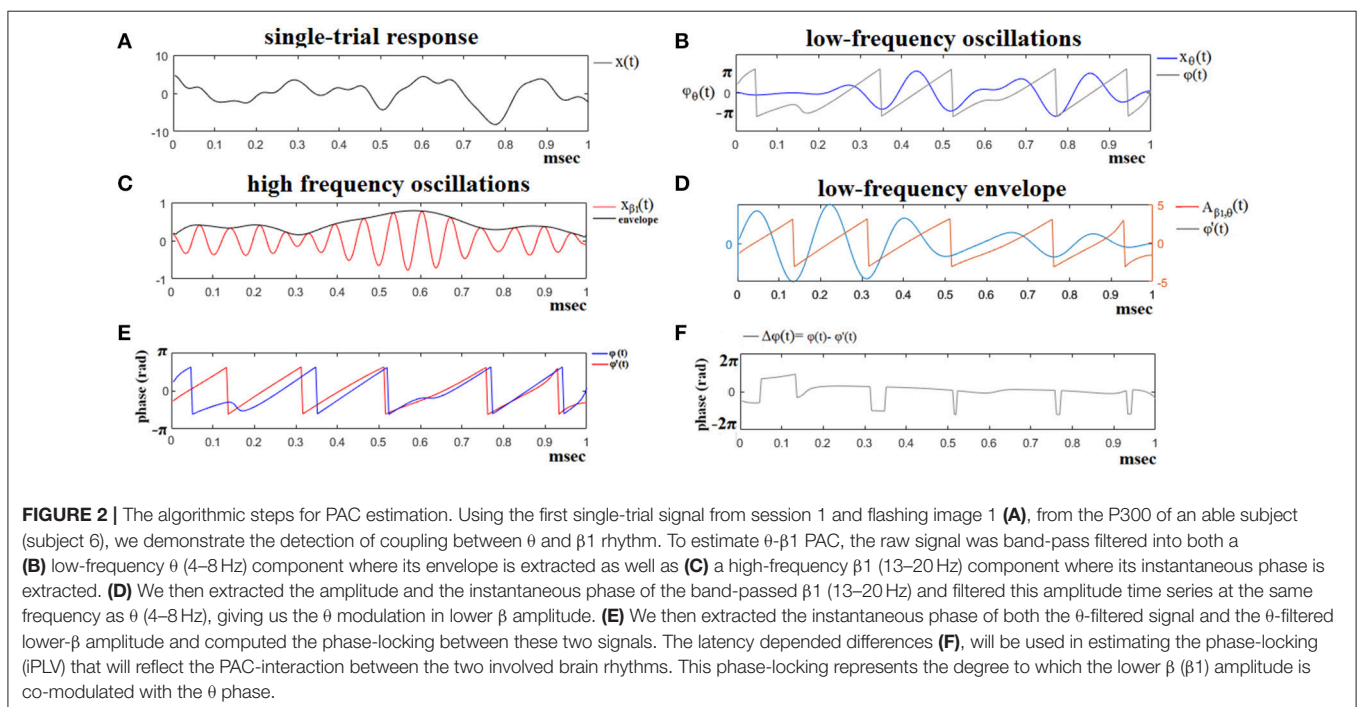 A
single-trial response
10
0
-10
x(t)
0 0.1 0.2 0.3 0.4 0.5 0.6 0.7 0.8 0.9 1
msec
B
low-frequency oscillations
π
φθ(t) 0
-π
xθ(t)
φ(t)
0 0.1 0.2 0.3 0.4 0.5 0.6 0.7 0.8 0.9 1
msec
C
high frequency oscillations
1
0
-1
xβ1(t)
envelope
0 0.1 0.2 0.3 0.4 0.5 0.6 0.7 0.8 0.9 1
msec
D
low-frequency envelope
0
5
0
-5
Aβ1,θ(t)
φ'(t)
0 0.1 0.2 0.3 0.4 0.5 0.6 0.7 0.8 0.9 1
msec
E
π
0
-π
phase (rad)
φ(t)
φ'(t)
0 0.1 0.2 0.3 0.4 0.5 0.6 0.7 0.8 0.9 1
msec
F
Δφ(t)= φ(t)- φ'(t)
2π
0
-2π
phase (rad)
0 0.1 0.2 0.3 0.4 0.5 0.6 0.7 0.8 0.9 1
msec
FIGURE 2 | The algorithmic steps for PAC estimation. Using the first single-trial signal from session 1 and flashing image 1 (A), from the P300 of an able subject
(subject 6), we demonstrate the detection of coupling between θ and β1 rhythm. To estimate θ-β1 PAC, the raw signal was band-pass filtered into both a
(B) low-frequency θ (4–8 Hz) component where its envelope is extracted as well as (C) a high-frequency β1 (13–20 Hz) component where its instantaneous phase is
extracted. (D) We then extracted the amplitude and the instantaneous phase of the band-passed β1 (13–20 Hz) and filtered this amplitude time series at the same
frequency as θ (4–8 Hz), giving us the θ modulation in lower β amplitude. (E) We then extracted the instantaneous phase of both the θ-filtered signal and the θ-filtered
lower-β amplitude and computed the phase-locking between these two signals. The latency depended differences (F), will be used in estimating the phase-locking
(iPLV) that will reflect the PAC-interaction between the two involved brain rhythms. This phase-locking represents the degree to which the lower β (β1) amplitude is
co-modulated with the θ phase.